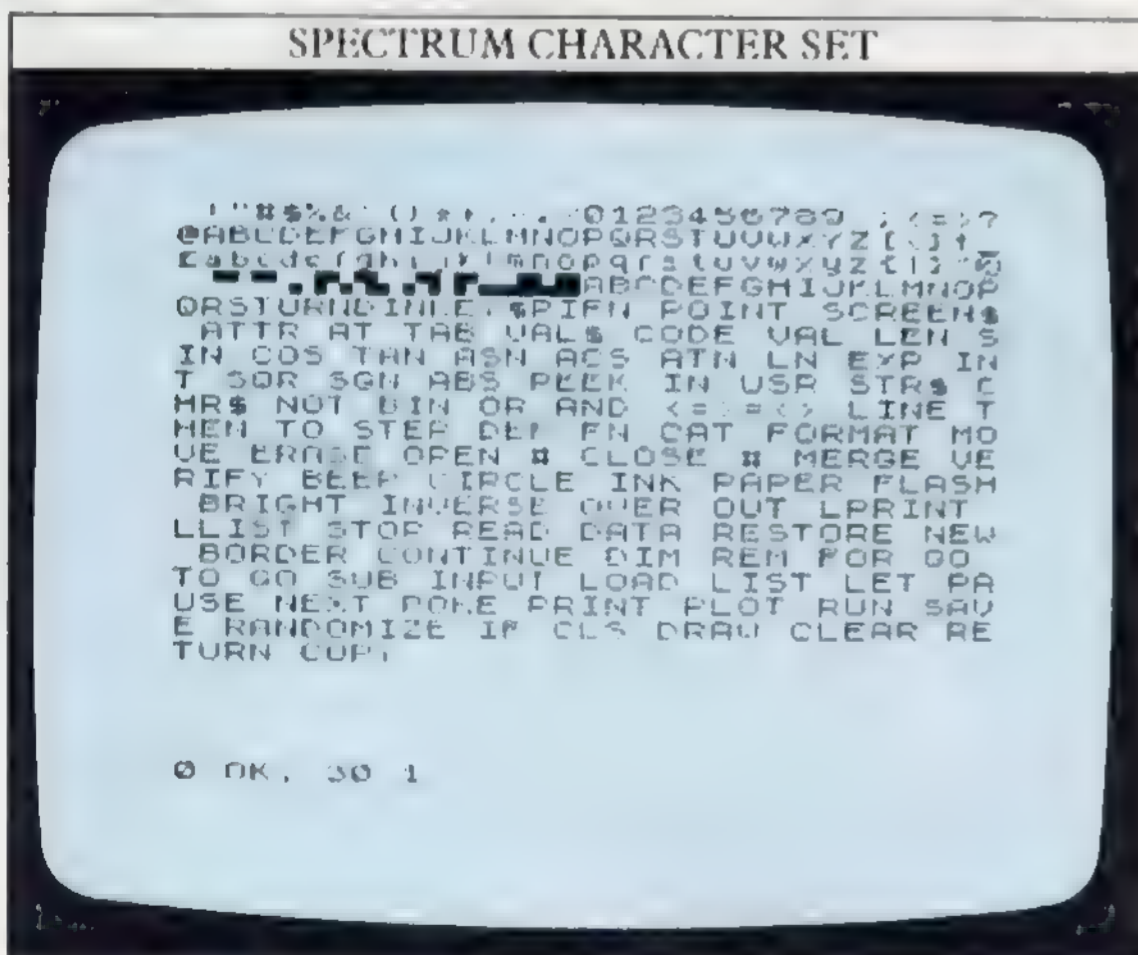 SPECTRUM CHARACTER SET
!"#$%&'()*+,-./0123456789:;<=>?
@ABCDEFGHIJKLMNOPQRSTUVWXYZ[\]↑_
£abcdefghijklmnopqrstuvwxyz{|}~©
ABCDEFGHIJKLMNOP
QRSTURNDINKEY$PIFN POINT SCREEN$
ATTR AT TAB VAL$ CODE VAL LEN S
IN COS TAN ASN ACS ATN LN EXP IN
T SQR SGN ABS PEEK IN USR STR$ C
HR$ NOT BIN OR AND <=>=<> LINE T
HEN TO STEP DEF FN CAT FORMAT MO
VE ERASE OPEN # CLOSE # MERGE VE
RIFY BEEP CIRCLE INK PAPER FLASH
BRIGHT INVERSE OVER OUT LPRINT
LLIST STOP READ DATA RESTORE NEW
BORDER CONTINUE DIM REM FOR GO
TO GO SUB INPUT LOAD LIST LET PA
USE NEXT POKE PRINT PLOT RUN SAV
E RANDOMIZE IF CLS DRAW CLEAR RE
TURN COPY
0 OK, 30:1